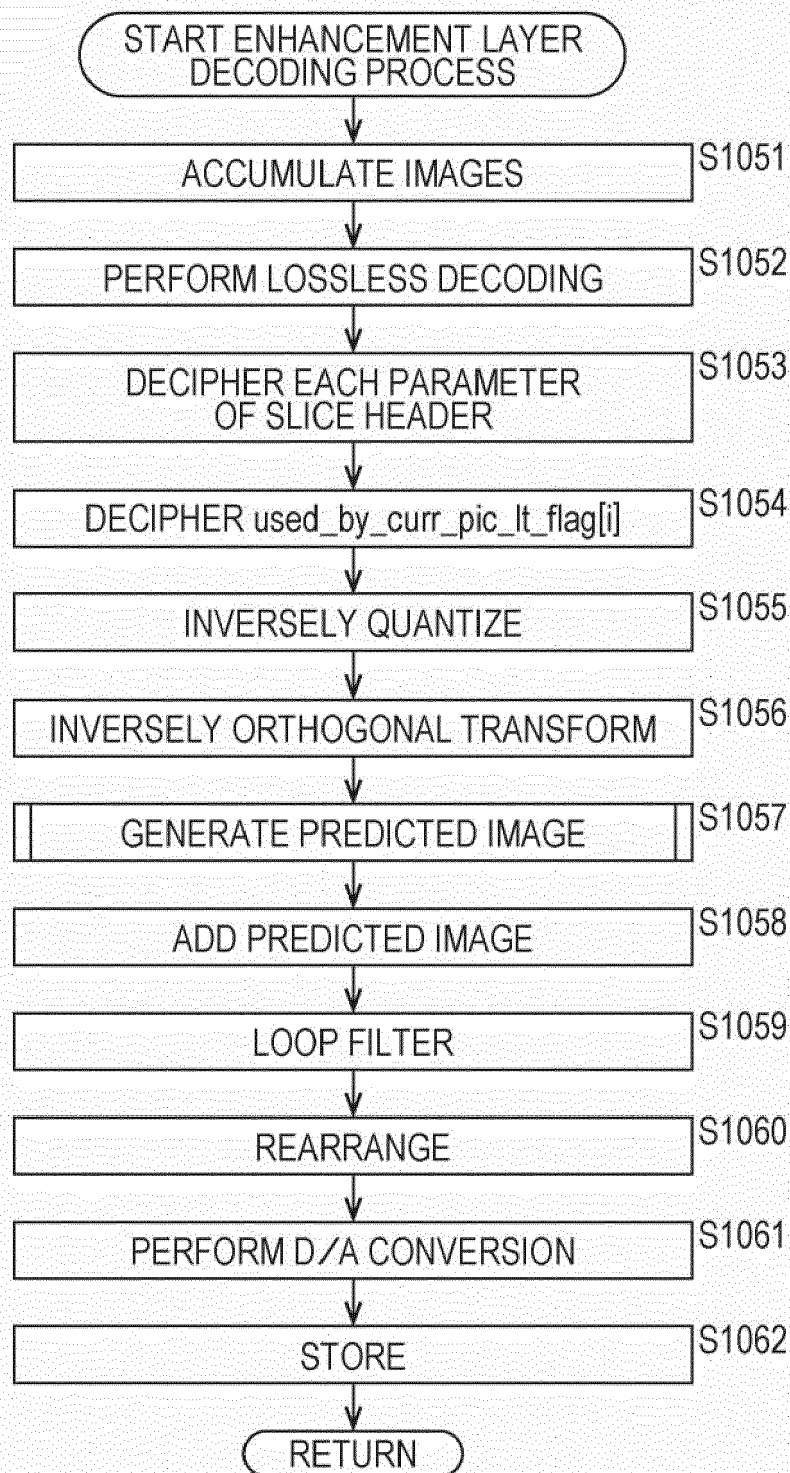 START ENHANCEMENT LAYER
DECODING PROCESS
ACCUMULATE IMAGES
S1051
PERFORM LOSSLESS DECODING
S1052
DECIPHER EACH PARAMETER
OF SLICE HEADER
S1053
DECIPHER used_by_curr_pic_lt_flag[i]
S1054
INVERSELY QUANTIZE
S1055
INVERSELY ORTHOGONAL TRANSFORM
S1056
GENERATE PREDICTED IMAGE
S1057
ADD PREDICTED IMAGE
S1058
LOOP FILTER
S1059
REARRANGE
S1060
PERFORM D/A CONVERSION
S1061
STORE
S1062
RETURN